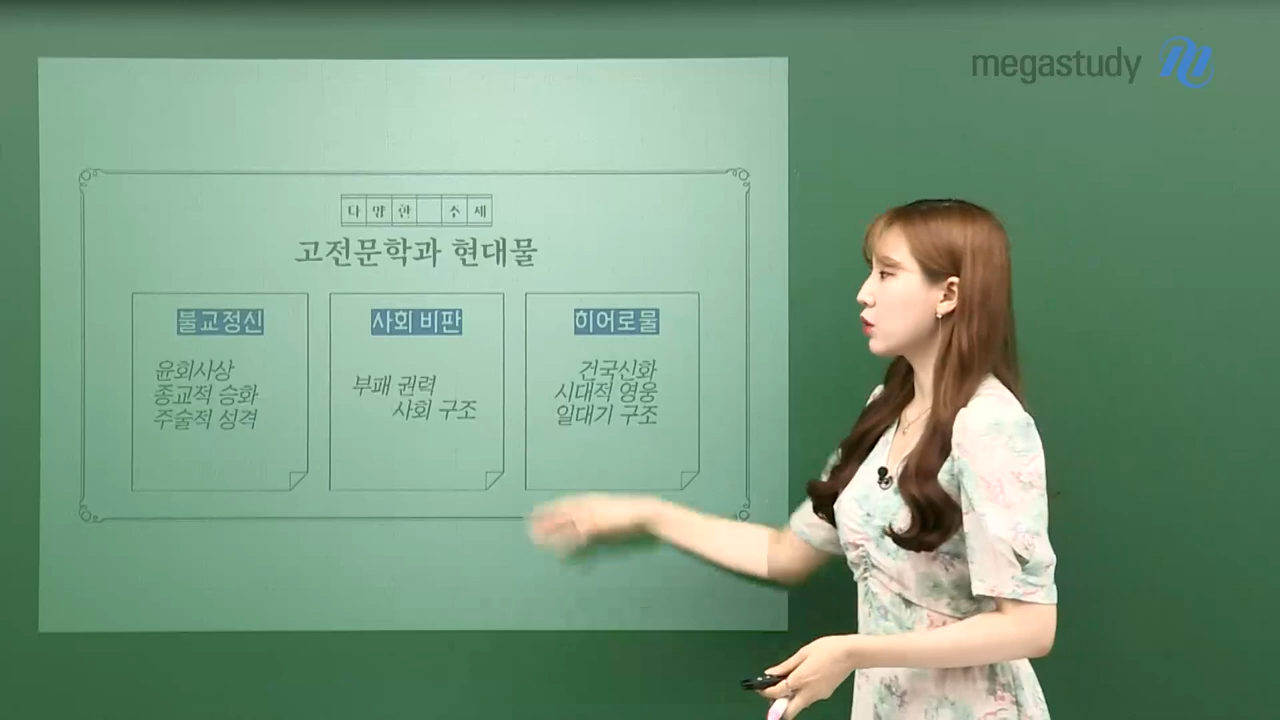 megastudy
다양한 소재
고전문학과 현대물
불교정신
윤회사상
종교적 승화
주술적 성격
사회 비판
부패 권력
사회 구조
히어로물
건국신화
시대적 영웅
일대기 구조